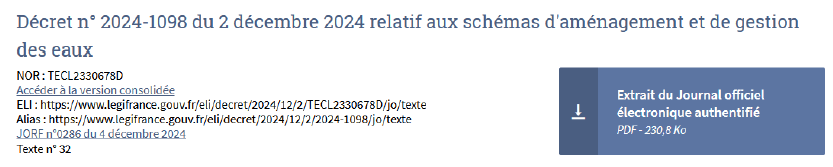 Décret n° 2024-1098 du 2 décembre 2024 relatif aux schémas d'aménagement et de gestion
des eaux
NOR : TECL2330678D
Accéder à la version consolidée
ELI : https://www.legifrance.gouv.fr/eli/decret/2024/12/2/TECL2330678D/jo/texte
Alias : https://www.legifrance.gouv.fr/eli/decret/2024/12/2/2024-1098/jo/texte
JORF n°0286 du 4 décembre 2024
Texte n° 32
Extrait du Journal officiel
électronique authentifié
PDF - 230,8 Ko